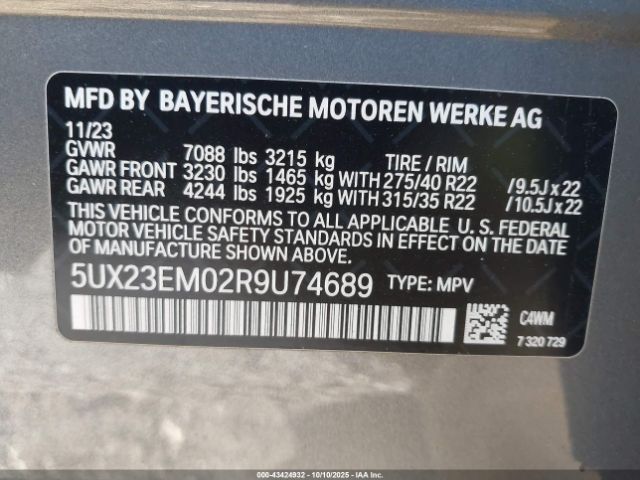 MFD BY BAYERISCHE MOTOREN WERKE AG
11/23
GVWR 7088 lbs 3215 kg TIRE / RIM
GAWR FRONT 3230 lbs 1465 kg WITH 275/40 R22 /9.5J x 22
GAWR REAR 4244 lbs 1925 kg WITH 315/35 R22 /10.5J x 22
THIS VEHICLE CONFORMS TO ALL APPLICABLE U. S. FEDERAL
MOTOR VEHICLE SAFETY STANDARDS IN EFFECT ON THE DATE
OF MANUFACTURE SHOWN ABOVE.
5UX23EM02R9U74689 TYPE: MPV
C4WM
7 320 729
000-43424932 - 10/10/2025 - IAAI.CA